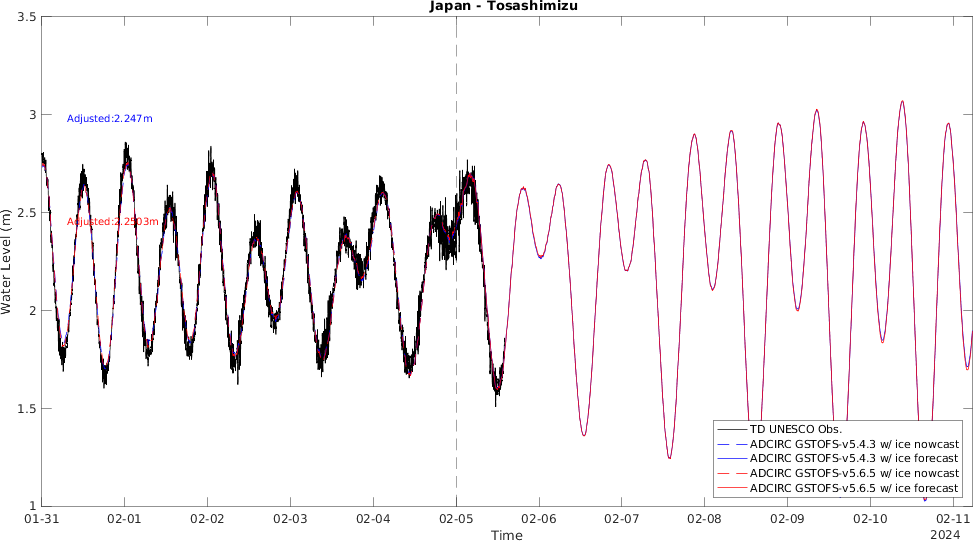 Japan - Tosashimizu
3.5
3
2.5
2
1.5
1
Water Level (m)
Adjusted:2.247m
Adjusted:2.2503m
TD UNESCO Obs.
ADCIRC GSTOFS-v5.4.3 w/ ice nowcast
ADCIRC GSTOFS-v5.4.3 w/ ice forecast
ADCIRC GSTOFS-v5.6.5 w/ ice nowcast
ADCIRC GSTOFS-v5.6.5 w/ ice forecast
01-31 02-01 02-02 02-03 02-04 02-05 02-06 02-07 02-08 02-09 02-10 02-11
Time
2024